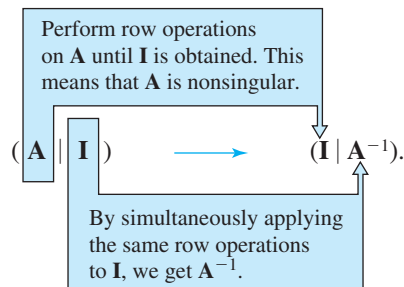 Perform row operations
on A until I is obtained. This
means that A is nonsingular.
( A | I ) (I | A⁻¹).
By simultaneously applying
the same row operations
to I, we get A⁻¹.